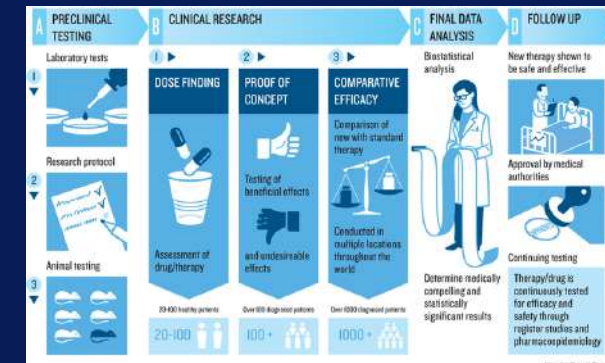 A PRECLINICAL
TESTING
Laboratory tests
1
Research protocol
2
Animal testing
3
B CLINICAL RESEARCH
1
DOSE FINDING
Assessment of
drug/therapy
20-100 healthy patients
20-100
2
PROOF OF
CONCEPT
Testing of
beneficial effects
and undesireable
effects
Over 100 diagnosed patients
100+
3
COMPARATIVE
EFFICACY
Comparison of
new with standard
therapy
Conducted in
multiple locations
throughout the
world
Over 1000 diagnosed patients
1000+
C FINAL DATA
ANALYSIS
Biostatistical
analysis
Determine medically
compelling and
statistically
significant results
D FOLLOW UP
New therapy shown to
be safe and effective
Approval by medical
authorities
Continuing testing
Therapy/drug is
continuously tested
for efficacy and
safety through
register studies and
pharmacoepidemiology